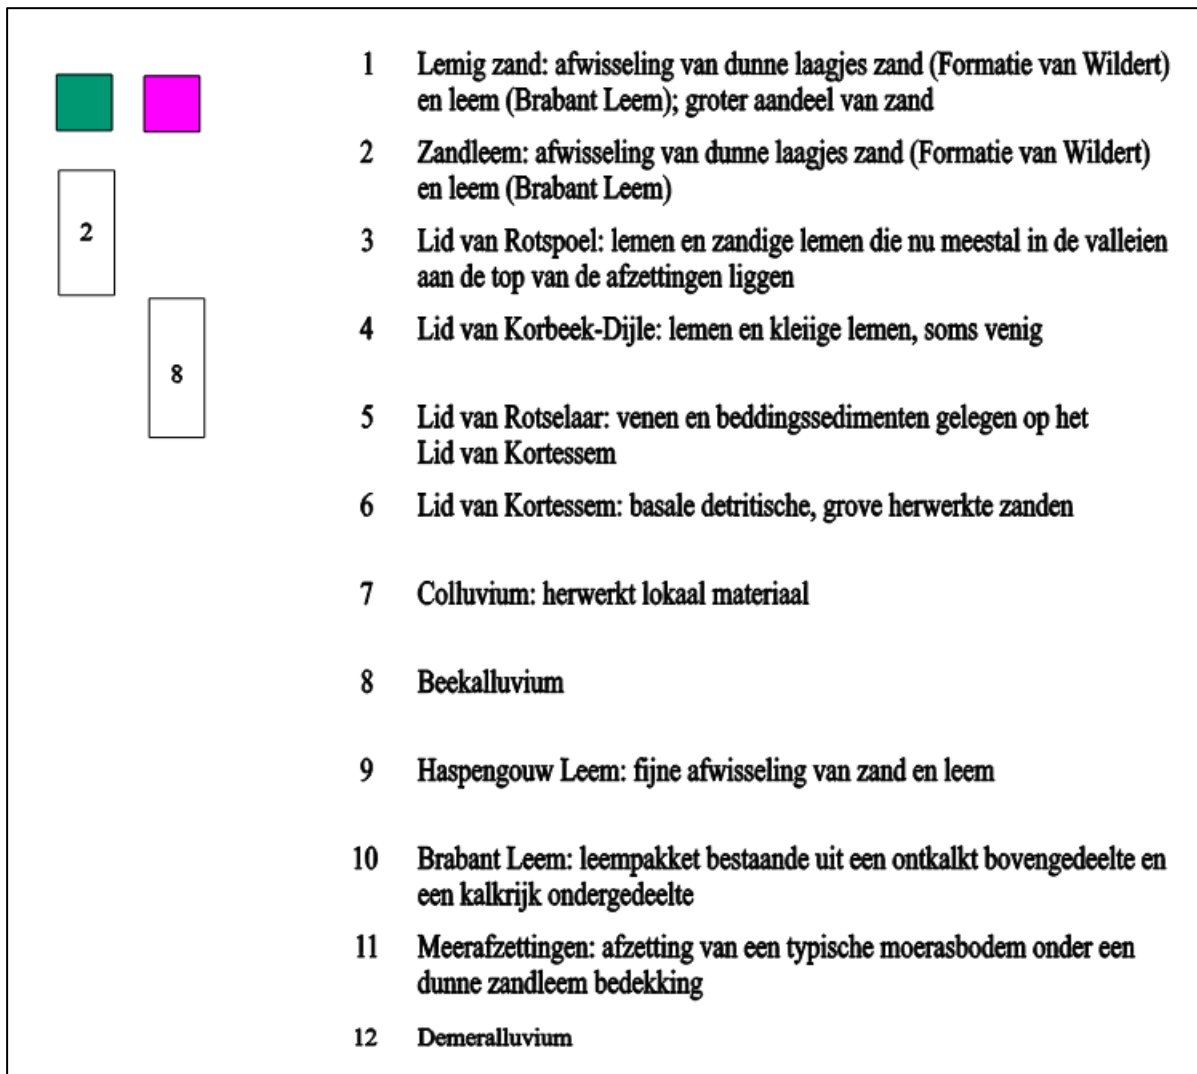 1 Lemig zand: afwisseling van dunne laagjes zand (Formatie van Wildert)
en leem (Brabant Leem); groter aandeel van zand
2 Zandleem: afwisseling van dunne laagjes zand (Formatie van Wildert)
en leem (Brabant Leem)
2
3 Lid van Rotspoel: lemen en zandige lemen die nu meestal in de valleien
aan de top van de afzettingen liggen
4 Lid van Korbeek-Dijle: lemen en kleiige lemen, soms venig
8
5 Lid van Rotselaar: venen en beddingssedimenten gelegen op het
Lid van Kortessem
6 Lid van Kortessem: basale detritische, grove herwerkte zanden
7 Colluvium: herwerkt lokaal materiaal
8 Beekalluvium
9 Haspengouw Leem: fijne afwisseling van zand en leem
10 Brabant Leem: leempakket bestaande uit een ontkalkt bovengedeelte en
een kalkrijk ondergedeelte
11 Meerafzettingen: afzetting van een typische moerasbodem onder een
dunne zandleem bedekking
12 Demeralluvium